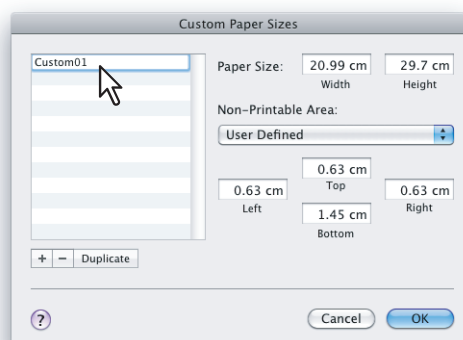 Custom Paper Sizes
Custom01
Paper Size:
20.99 cm
29.7 cm
Width
Height
Non-Printable Area:
User Defined
0.63 cm
Top
0.63 cm
0.63 cm
Left
Right
1.45 cm
Bottom
+ − Duplicate
?
Cancel
OK